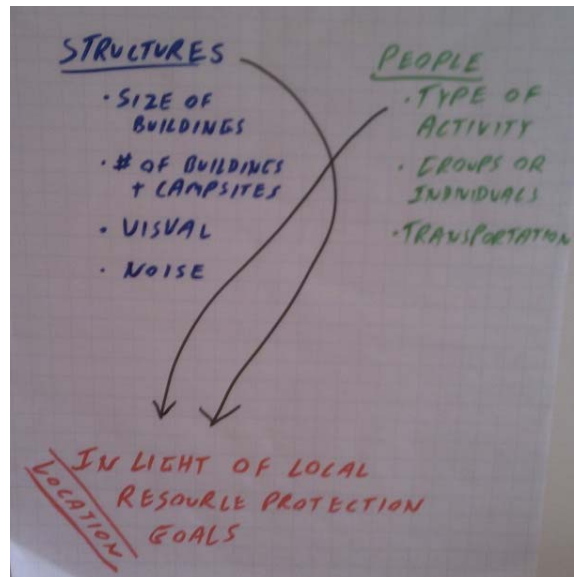 STRUCTURES
· SIZE OF
BUILDINGS
· # OF BUILDINGS
+ CAMPSITES
· VISUAL
· NOISE
PEOPLE
· TYPE OF
ACTIVITY
· GROUPS OR
INDIVIDUALS
· TRANSPORTATION
IN LIGHT OF LOCAL
RESOURCE PROTECTION
GOALS
LOCATION